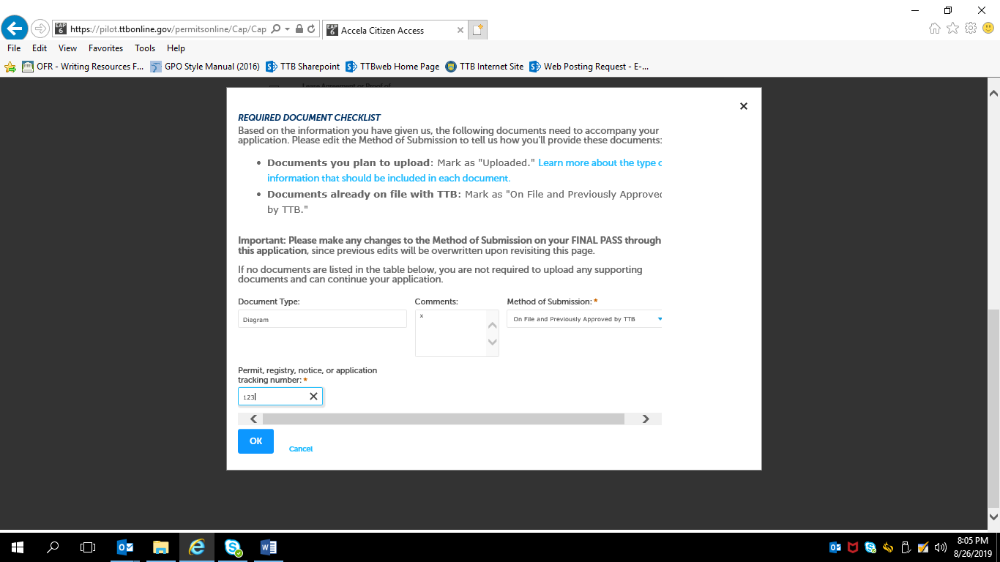 https://pilot.ttbonline.gov/permitsonline/Cap/Cap
EAP 6 Accela Citizen Access
File Edit View Favorites Tools Help
OFR - Writing Resources F... GPO Style Manual (2016) TTB Sharepoint TTBweb Home Page TTB Internet Site Web Posting Request - E-...
Lease Agreement or Proof of
REQUIRED DOCUMENT CHECKLIST
Based on the information you have given us, the following documents need to accompany your
application. Please edit the Method of Submission to tell us how you'll provide these documents:
• Documents you plan to upload: Mark as "Uploaded." Learn more about the type o
information that should be included in each document.
• Documents already on file with TTB: Mark as "On File and Previously Approved
by TTB."
Important: Please make any changes to the Method of Submission on your FINAL PASS through
this application, since previous edits will be overwritten upon revisiting this page.
If no documents are listed in the table below, you are not required to upload any supporting
documents and can continue your application.
Document Type: Comments: Method of Submission: *
Diagram x On File and Previously Approved by TTB
Permit, registry, notice, or application
tracking number: *
123
OK Cancel
8:05 PM
8/26/2019